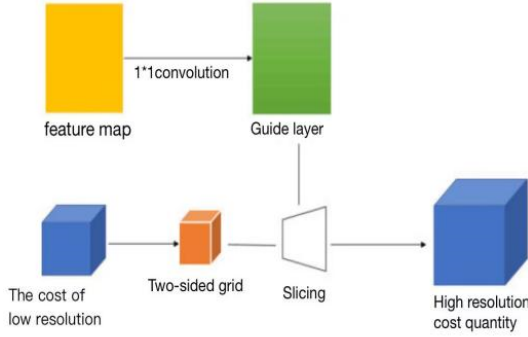 1*1convolution
feature map
Guide layer
Two-sided grid
Slicing
The cost of
low resolution
High resolution
cost quantity